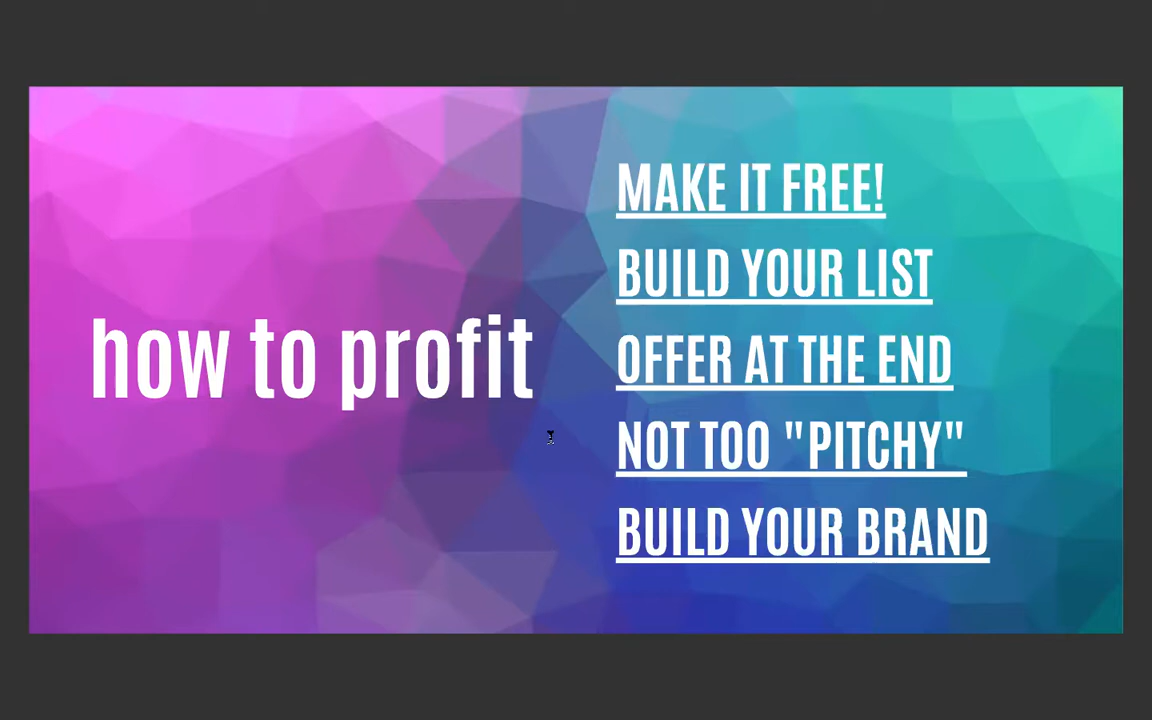 how to profit
MAKE IT FREE!
BUILD YOUR LIST
OFFER AT THE END
NOT TOO "PITCHY"
BUILD YOUR BRAND